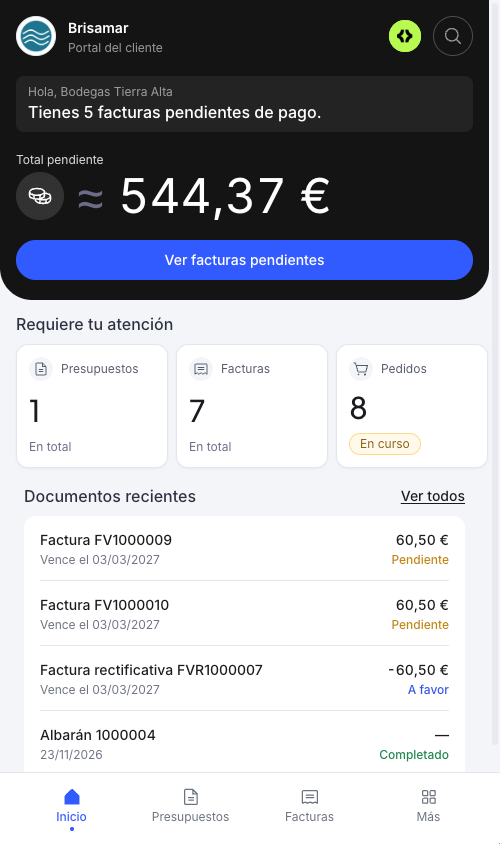 Brisamar
Portal del cliente
Hola, Bodegas Tierra Alta
Tienes 5 facturas pendientes de pago.
Total pendiente
≈ 544,37 €
Ver facturas pendientes
Requiere tu atención
Presupuestos
1
En total
Facturas
7
En total
Pedidos
8
En curso
Documentos recientes
Ver todos
Factura FV1000009
60,50 €
Vence el 03/03/2027
Pendiente
Factura FV1000010
60,50 €
Vence el 03/03/2027
Pendiente
Factura rectificativa FVR1000007
-60,50 €
Vence el 03/03/2027
A favor
Albarán 1000004
—
23/11/2026
Completado
Inicio
Presupuestos
Facturas
Más